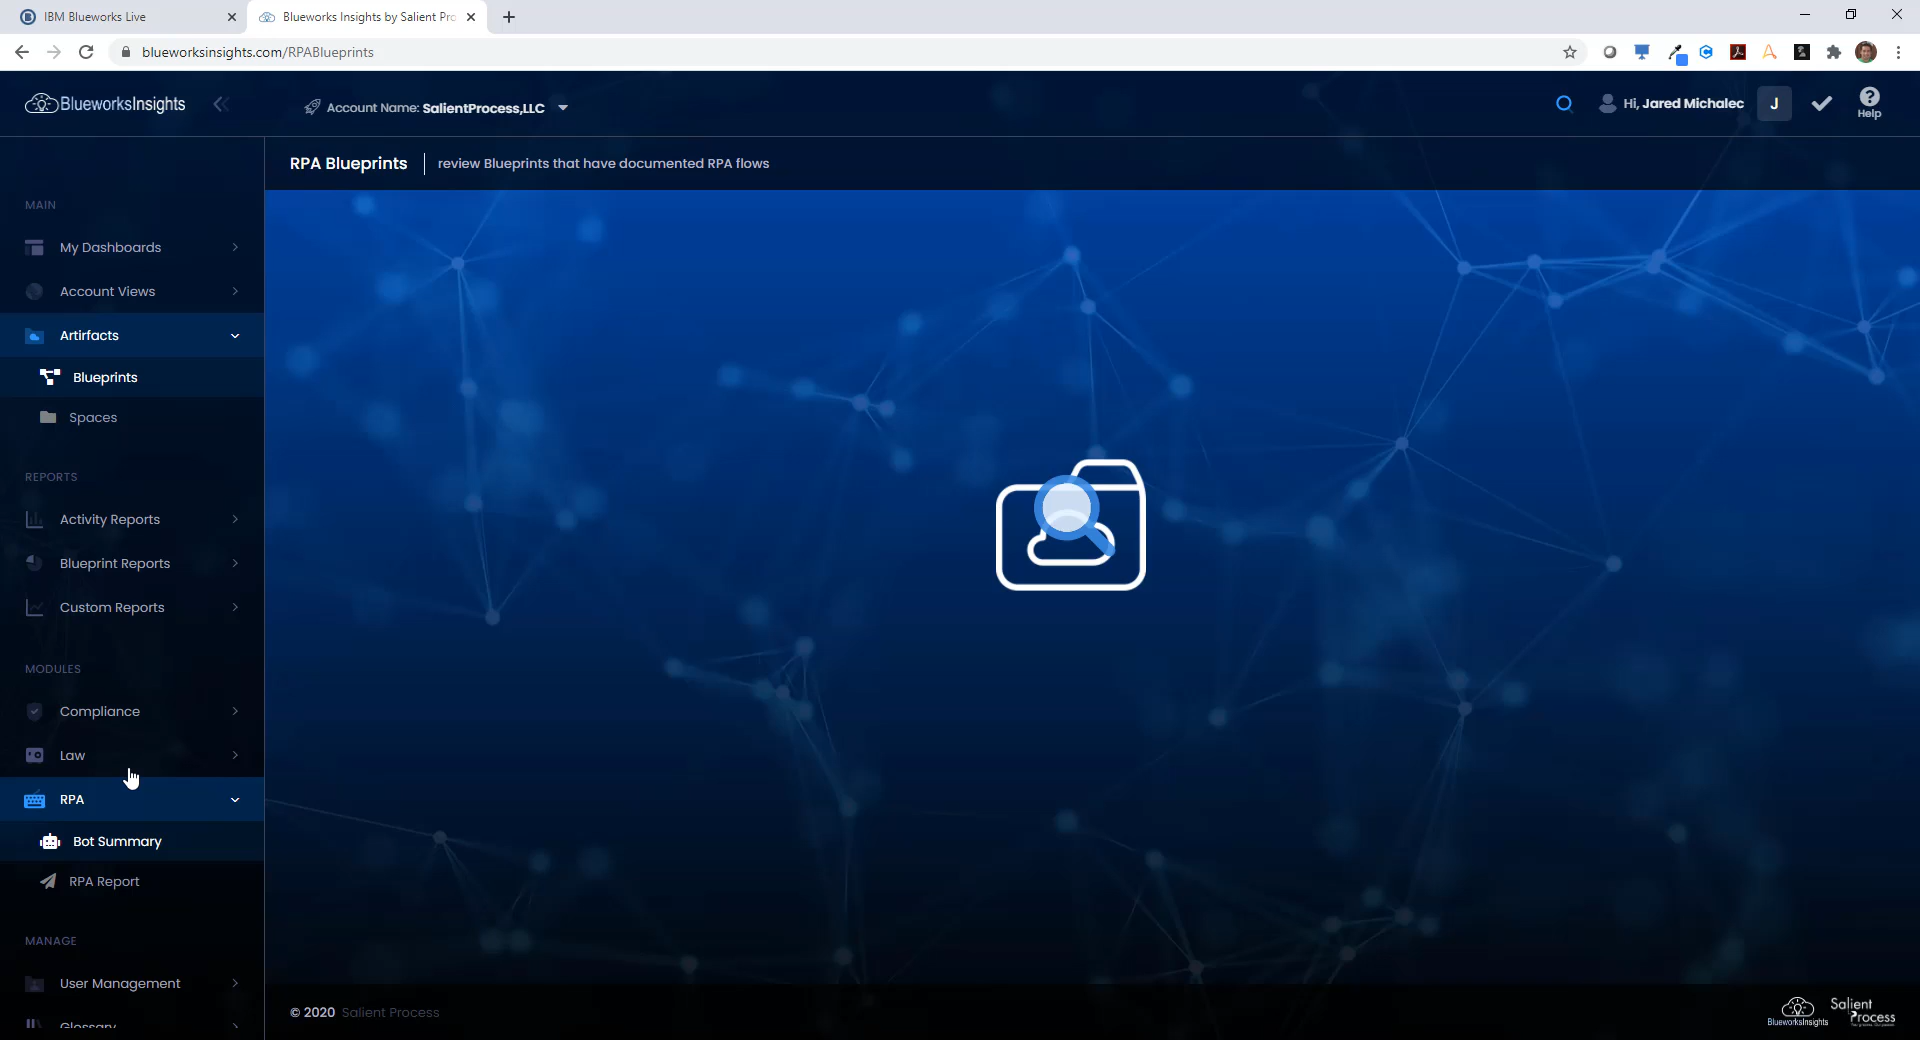 IBM Blueworks Live
Blueworks Insights by Salient Pro
blueworksinsights.com/RPABlueprints
BlueworksInsights
Account Name: SalientProcess,LLC
Hi, Jared Michalec
J
Help
RPA Blueprints
review Blueprints that have documented RPA flows
MAIN
My Dashboards
Account Views
Artirfacts
Blueprints
Spaces
REPORTS
Activity Reports
Blueprint Reports
Custom Reports
MODULES
Compliance
Law
RPA
Bot Summary
RPA Report
MANAGE
User Management
Glossary
© 2020 Salient Process
BlueworksInsights
Salient
Process